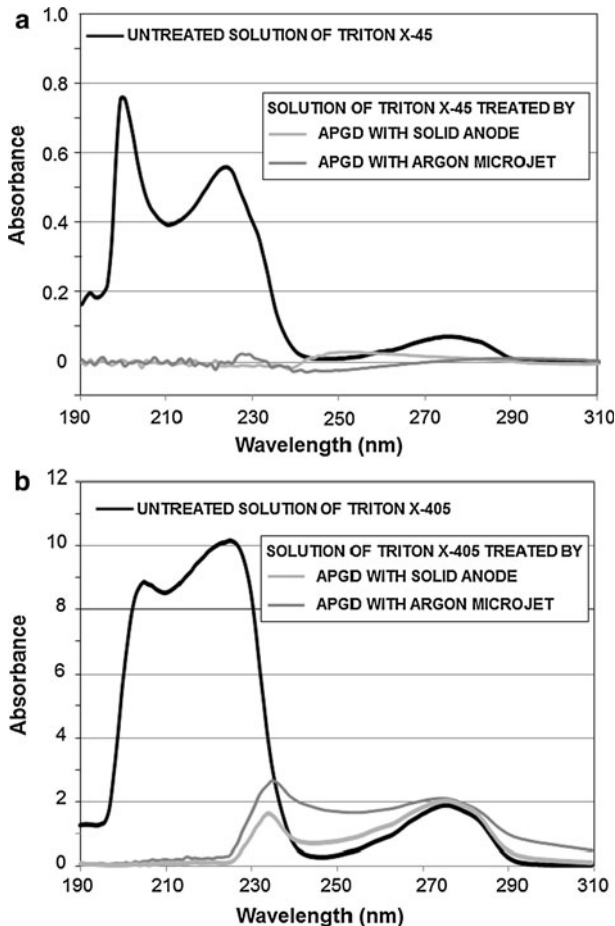 a
1.0
UNTREATED SOLUTION OF TRITON X-45
0.8
SOLUTION OF TRITON X-45 TREATED BY
APGD WITH SOLID ANODE
APGD WITH ARGON MICROJET
0.6
0.4
0.2
0
Absorbance
190 210 230 250 270 290 310
Wavelength (nm)
b
12
UNTREATED SOLUTION OF TRITON X-405
10
SOLUTION OF TRITON X-405 TREATED BY
APGD WITH SOLID ANODE
APGD WITH ARGON MICROJET
8
6
4
2
0
Absorbance
190 210 230 250 270 290 310
Wavelength (nm)